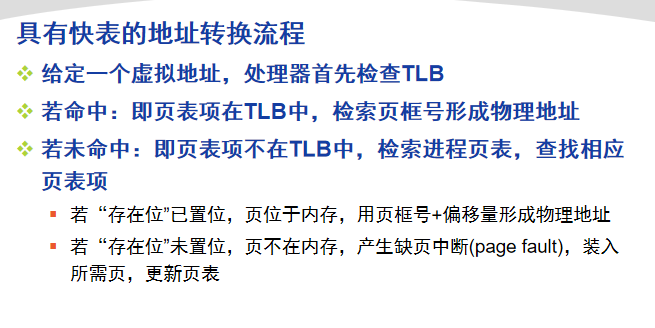 具有快表的地址转换流程
给定一个虚拟地址，处理器首先检查TLB
若命中：即页表项在TLB中，检索页框号形成物理地址
若未命中：即页表项不在TLB中，检索进程页表，查找相应
页表项
若“存在位”已置位，页位于内存，用页框号+偏移量形成物理地址
若“存在位”未置位，页不在内存，产生缺页中断(page fault)，装入
所需页，更新页表